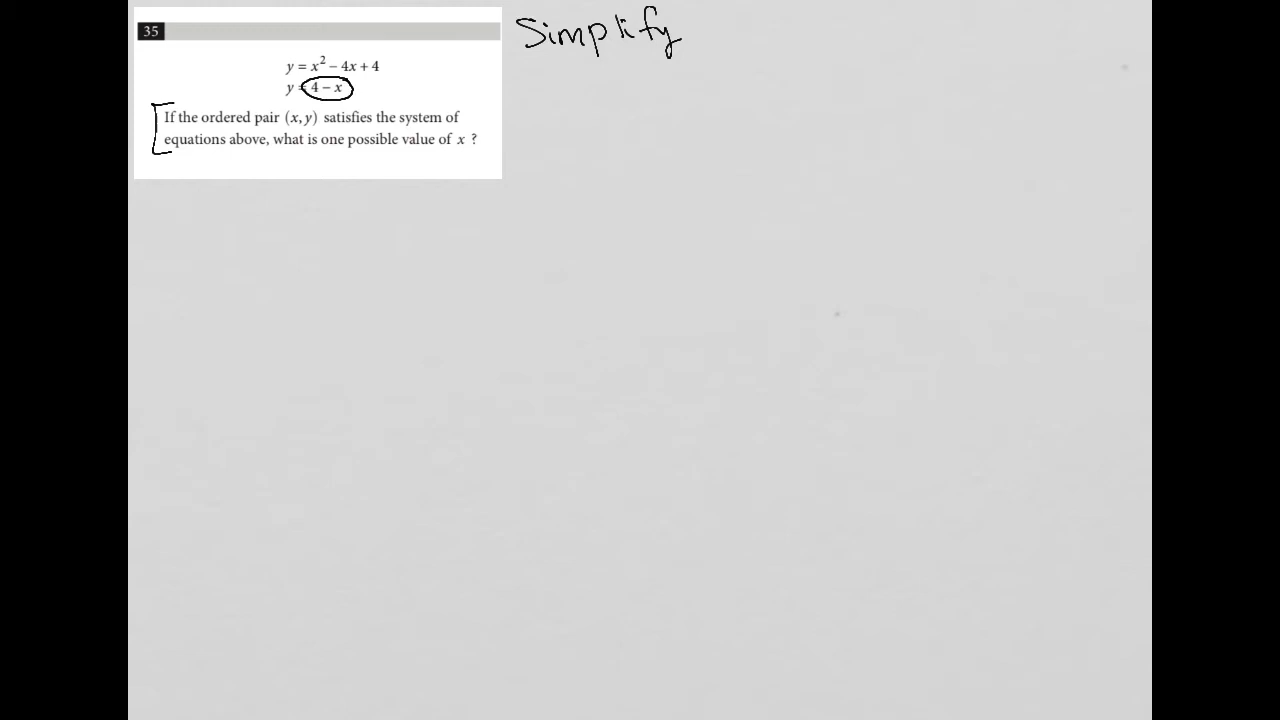 35
Simplify
y = x² − 4x + 4
y = 4 − x
If the ordered pair (x, y) satisfies the system of
equations above, what is one possible value of x ?